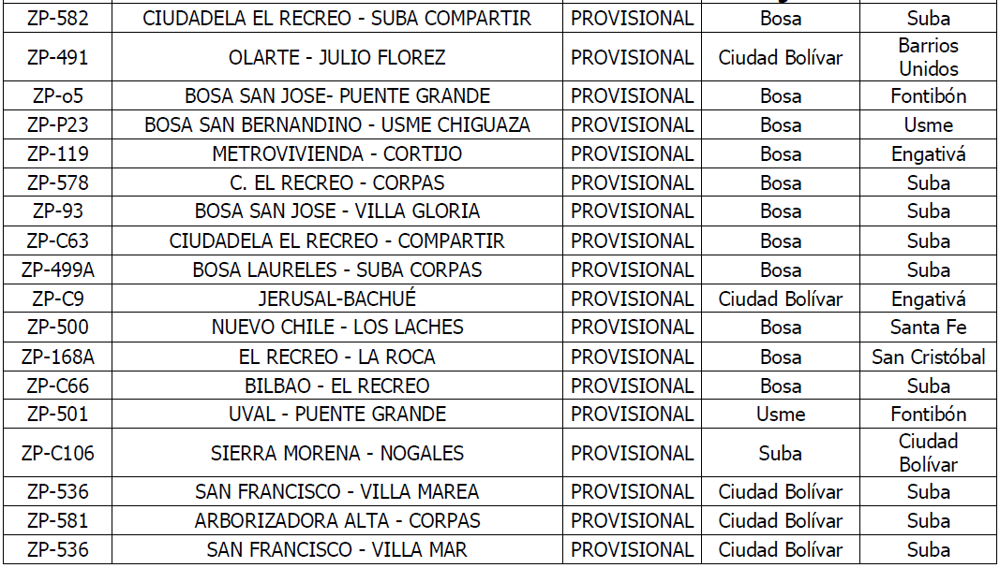 ZP-582 CIUDADELA EL RECREO - SUBA COMPARTIR PROVISIONAL Bosa Suba
ZP-491 OLARTE - JULIO FLOREZ PROVISIONAL Ciudad Bolívar Barrios
Unidos
ZP-o5 BOSA SAN JOSE- PUENTE GRANDE PROVISIONAL Bosa Fontibón
ZP-P23 BOSA SAN BERNANDINO - USME CHIGUAZA PROVISIONAL Bosa Usme
ZP-119 METROVIVIENDA - CORTIJO PROVISIONAL Bosa Engativá
ZP-578 C. EL RECREO - CORPAS PROVISIONAL Bosa Suba
ZP-93 BOSA SAN JOSE - VILLA GLORIA PROVISIONAL Bosa Suba
ZP-C63 CIUDADELA EL RECREO - COMPARTIR PROVISIONAL Bosa Suba
ZP-499A BOSA LAURELES - SUBA CORPAS PROVISIONAL Bosa Suba
ZP-C9 JERUSAL-BACHUÉ PROVISIONAL Ciudad Bolívar Engativá
ZP-500 NUEVO CHILE - LOS LACHES PROVISIONAL Bosa Santa Fe
ZP-168A EL RECREO - LA ROCA PROVISIONAL Bosa San Cristóbal
ZP-C66 BILBAO - EL RECREO PROVISIONAL Bosa Suba
ZP-501 UVAL - PUENTE GRANDE PROVISIONAL Usme Fontibón
ZP-C106 SIERRA MORENA - NOGALES PROVISIONAL Suba Ciudad
Bolívar
ZP-536 SAN FRANCISCO - VILLA MAREA PROVISIONAL Ciudad Bolívar Suba
ZP-581 ARBORIZADORA ALTA - CORPAS PROVISIONAL Ciudad Bolívar Suba
ZP-536 SAN FRANCISCO - VILLA MAR PROVISIONAL Ciudad Bolívar Suba